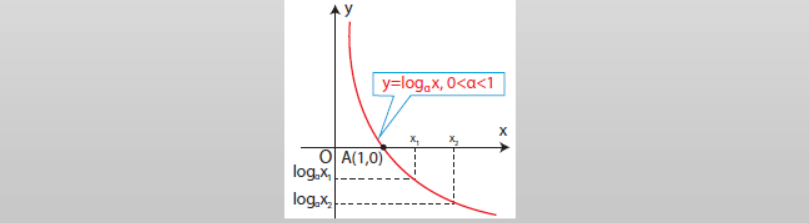 y
y=logₐx, 0<α<1
x₁
x₂
x
O
A(1,0)
logₐx₁
logₐx₂